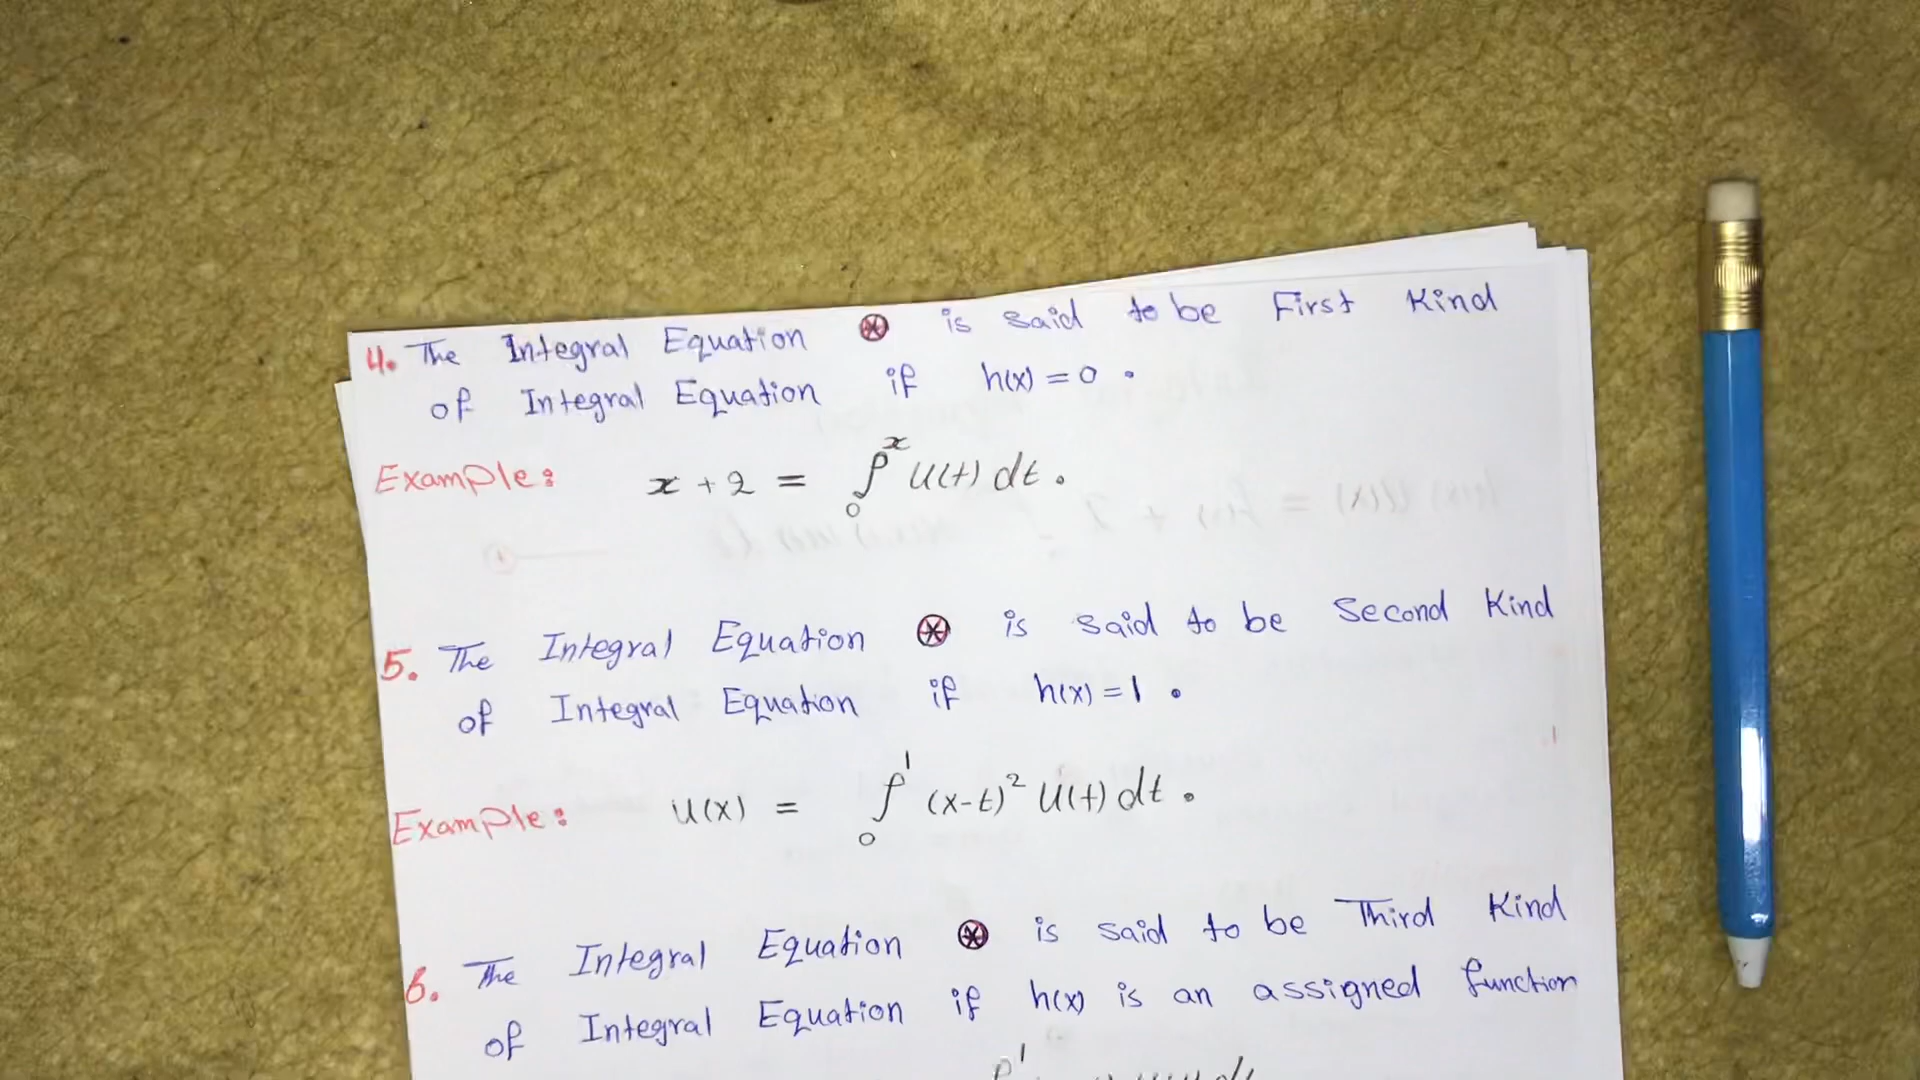 4. The Integral Equation ⊛ is said to be First Kind
of Integral Equation if h(x) = 0 .
Example: x + 2 = ∫₀ˣ u(t) dt .
5. The Integral Equation ⊛ is said to be Second Kind
of Integral Equation if h(x) = 1 .
Example: u(x) = ∫₀¹ (x-t)² u(t) dt .
6. The Integral Equation ⊛ is said to be Third Kind
of Integral Equation if h(x) is an assigned function